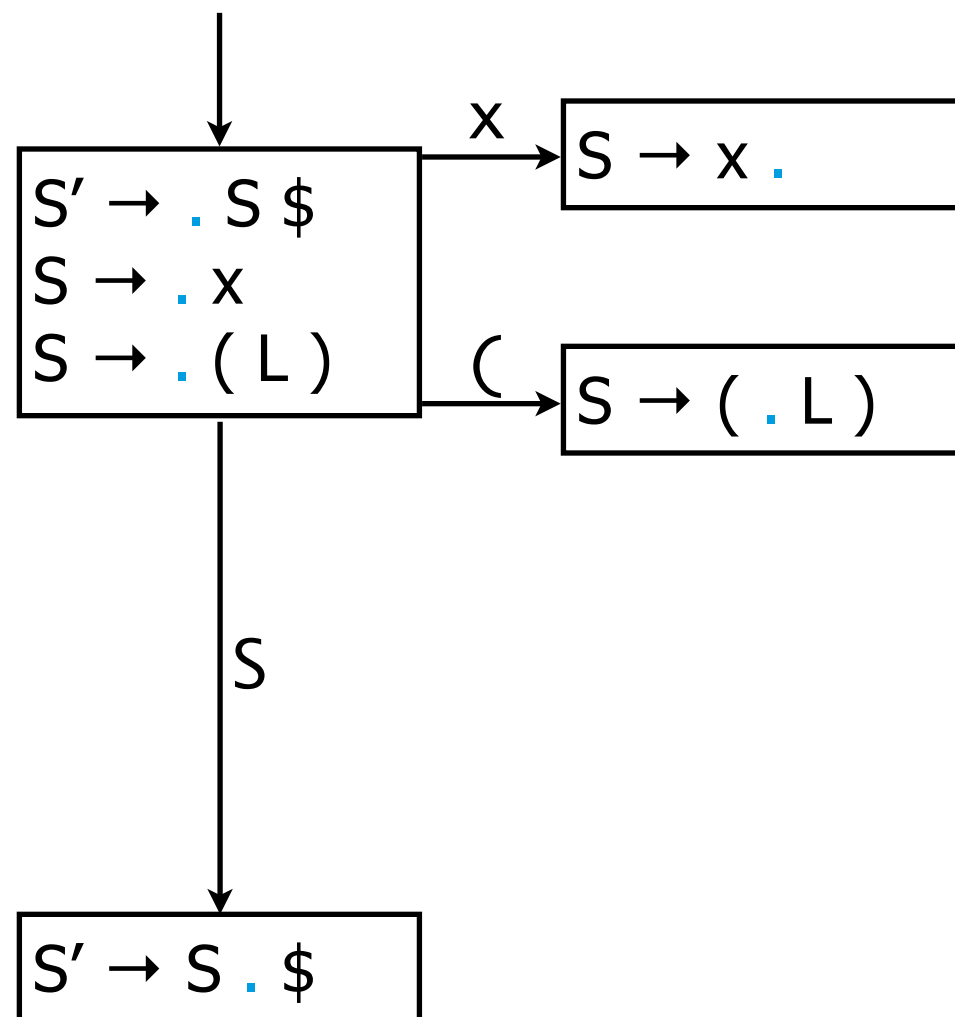 x
S → x .
S' → . S $
S → . x
S → . ( L )
(
S → ( . L )
S
S' → S . $